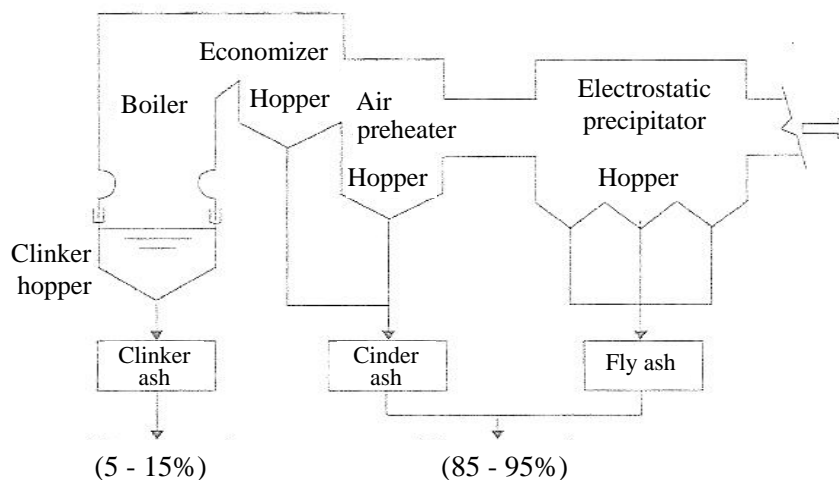 Economizer
Boiler
Hopper
Air
preheater
Electrostatic
precipitator
Hopper
Hopper
Clinker
hopper
Clinker
ash
Cinder
ash
Fly ash
(5 - 15%)
(85 - 95%)